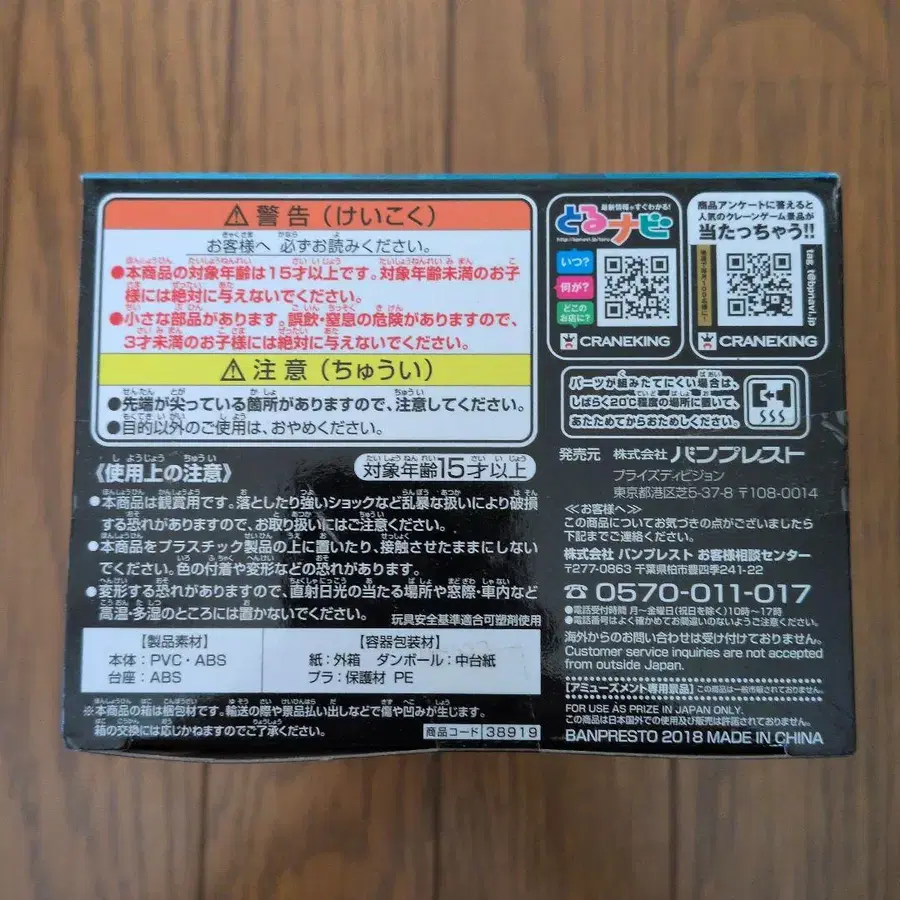 ⚠ 警告（けいこく）
お客様へ 必ずお読みください。
●本商品の対象年齢は15才以上です。対象年齢未満のお子
様には絶対に与えないでください。
●小さな部品があります。誤飲・窒息の危険がありますので、
3才未満のお子様には絶対に与えないでください。
⚠ 注意（ちゅうい）
●先端が尖っている箇所がありますので、注意してください。
●目的以外のご使用は、おやめください。
《使用上の注意》
対象年齢15才以上
●本商品は観賞用です。落としたり強いショックなど乱暴な扱いにより破損
する恐れがありますので、お取り扱いにはご注意ください。
●本商品をプラスチック製品の上に置いたり、接触させたままにしない
でください。色の付着や変形などの恐れがあります。
●変形する恐れがありますので、直射日光の当たる場所や窓際・車内など
高温・多湿のところには置かないでください。
玩具安全基準適合可塑剤使用
【製品素材】
本体：PVC・ABS
台座：ABS
【容器包装材】
紙：外箱 ダンボール：中台紙
プラ：保護材 PE
※本商品の箱は梱包材です。輸送の際や景品払い出しなどで傷や凹みが生じます。
箱の交換には応じかねますのでご了承ください。
商品コード 38919
最新情報がすぐわかる!
とるナビ
いつ?
何が?
どこの
お店に?
CRANEKING
商品アンケートに答えると
人気のクレーンゲーム景品が
当たっちゃう!!
tag_t@bpnavi.jp
CRANEKING
パーツが組みたてにくい場合は、
しばらく20℃程度の場所に置いて、
あたためてからおためしください。
発売元 株式会社 バンプレスト
プライズディビジョン
東京都港区芝5-37-8 〒108-0014
≪お客様へ≫
この商品についてお気づきの点がございましたら
下記までご連絡ください。
株式会社 バンプレスト お客様相談センター
〒277-0863 千葉県柏市豊四季241-22
☎ 0570-011-017
●電話受付時間 月～金曜日(祝日を除く)10時～17時
●電話番号はよく確かめてお間違いのないようご注意ください。
海外からのお問い合わせは受け付けておりません。
Customer service inquiries are not accepted
from outside Japan.
【アミューズメント専用景品】この商品は一般市販されておりません。
FOR USE AS PRIZE IN JAPAN ONLY.
この商品は日本国外での使用及び販売は許諾されておりません。
BANPRESTO 2018 MADE IN CHINA